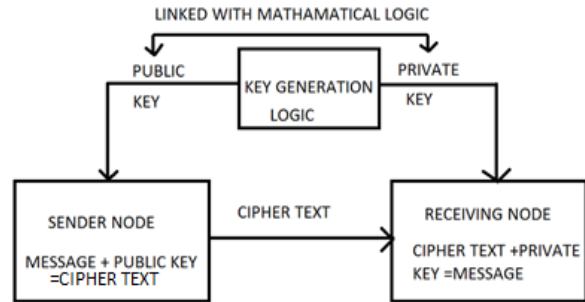 LINKED WITH MATHAMATICAL LOGIC
PUBLIC
KEY
KEY GENERATION
LOGIC
PRIVATE
KEY
SENDER NODE
MESSAGE + PUBLIC KEY
=CIPHER TEXT
CIPHER TEXT
RECEIVING NODE
CIPHER TEXT +PRIVATE
KEY =MESSAGE